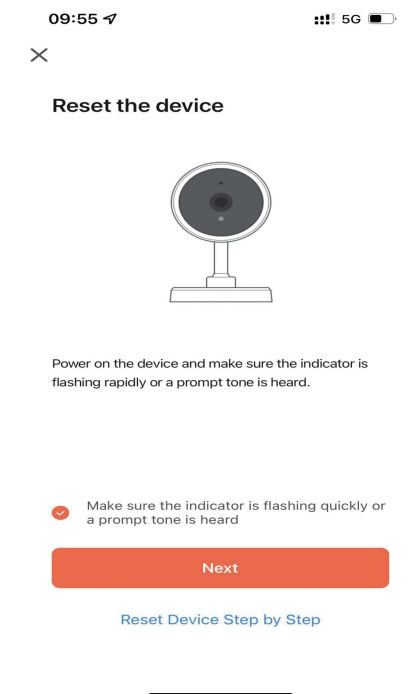 09:55
5G
Reset the device
Power on the device and make sure the indicator is
flashing rapidly or a prompt tone is heard.
Make sure the indicator is flashing quickly or
a prompt tone is heard
Next
Reset Device Step by Step